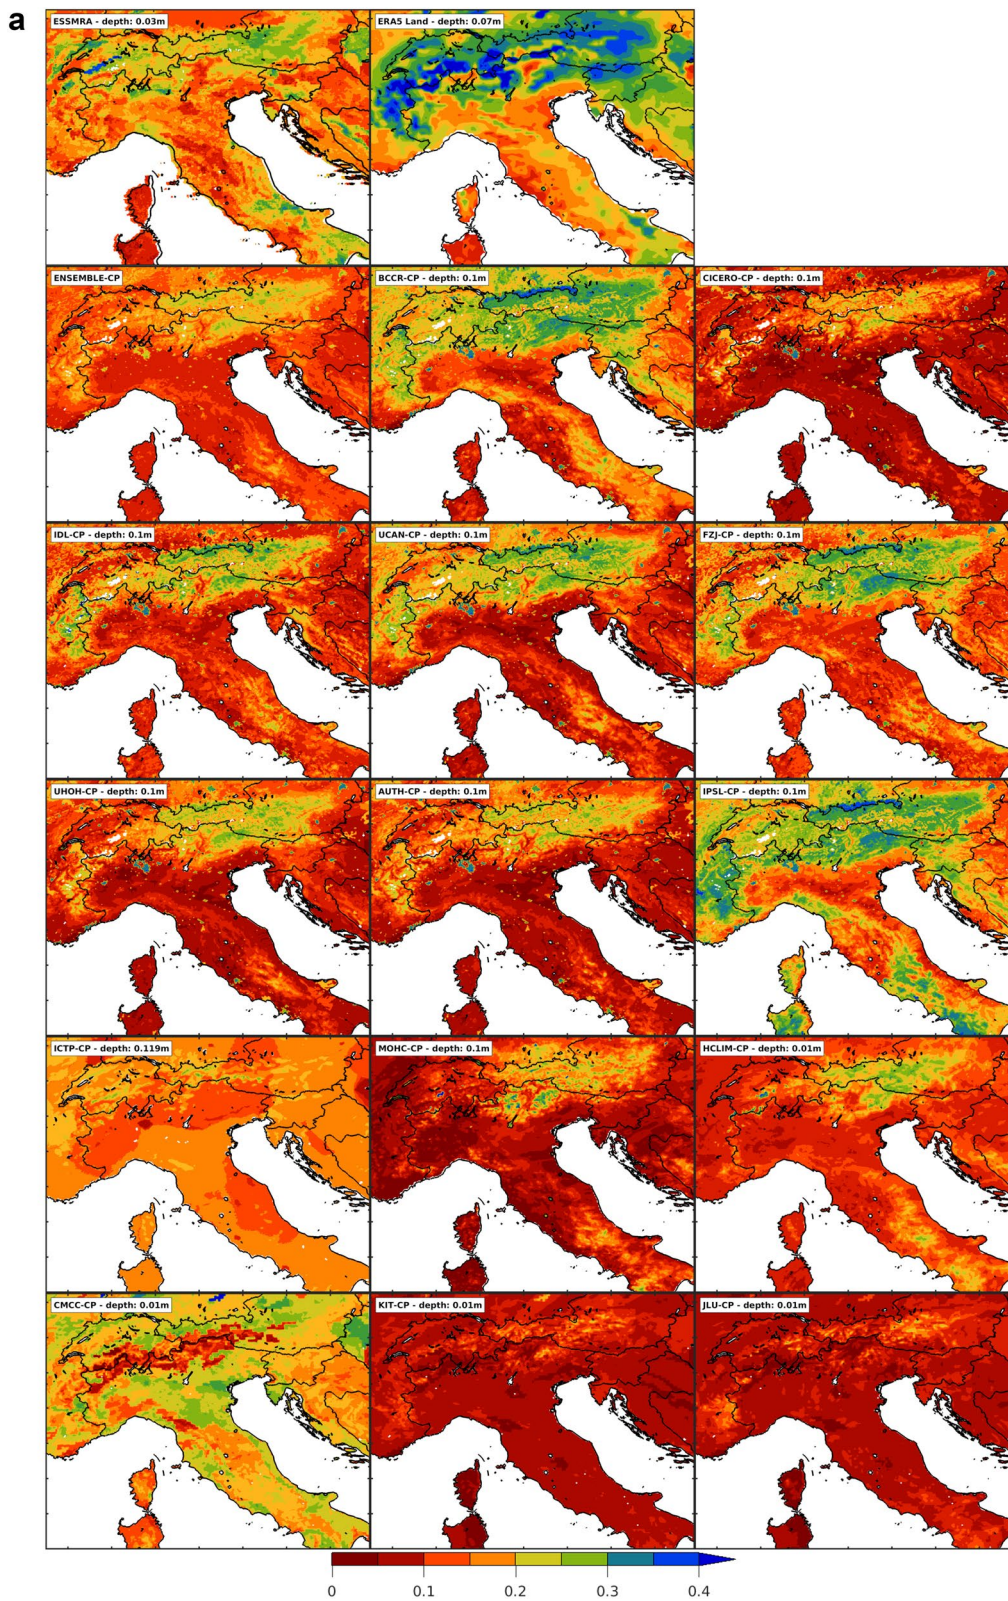 a
ESSMRA - depth: 0.03m
ERA5 Land - depth: 0.07m
ENSEMBLE-CP
BCCR-CP - depth: 0.1m
CICERO-CP - depth: 0.1m
IDL-CP - depth: 0.1m
UCAN-CP - depth: 0.1m
FZJ-CP - depth: 0.1m
UHOH-CP - depth: 0.1m
AUTH-CP - depth: 0.1m
IPSL-CP - depth: 0.1m
ICTP-CP - depth: 0.119m
MOHC-CP - depth: 0.1m
HCLIM-CP - depth: 0.01m
CMCC-CP - depth: 0.01m
KIT-CP - depth: 0.01m
JLU-CP - depth: 0.01m
0 0.1 0.2 0.3 0.4